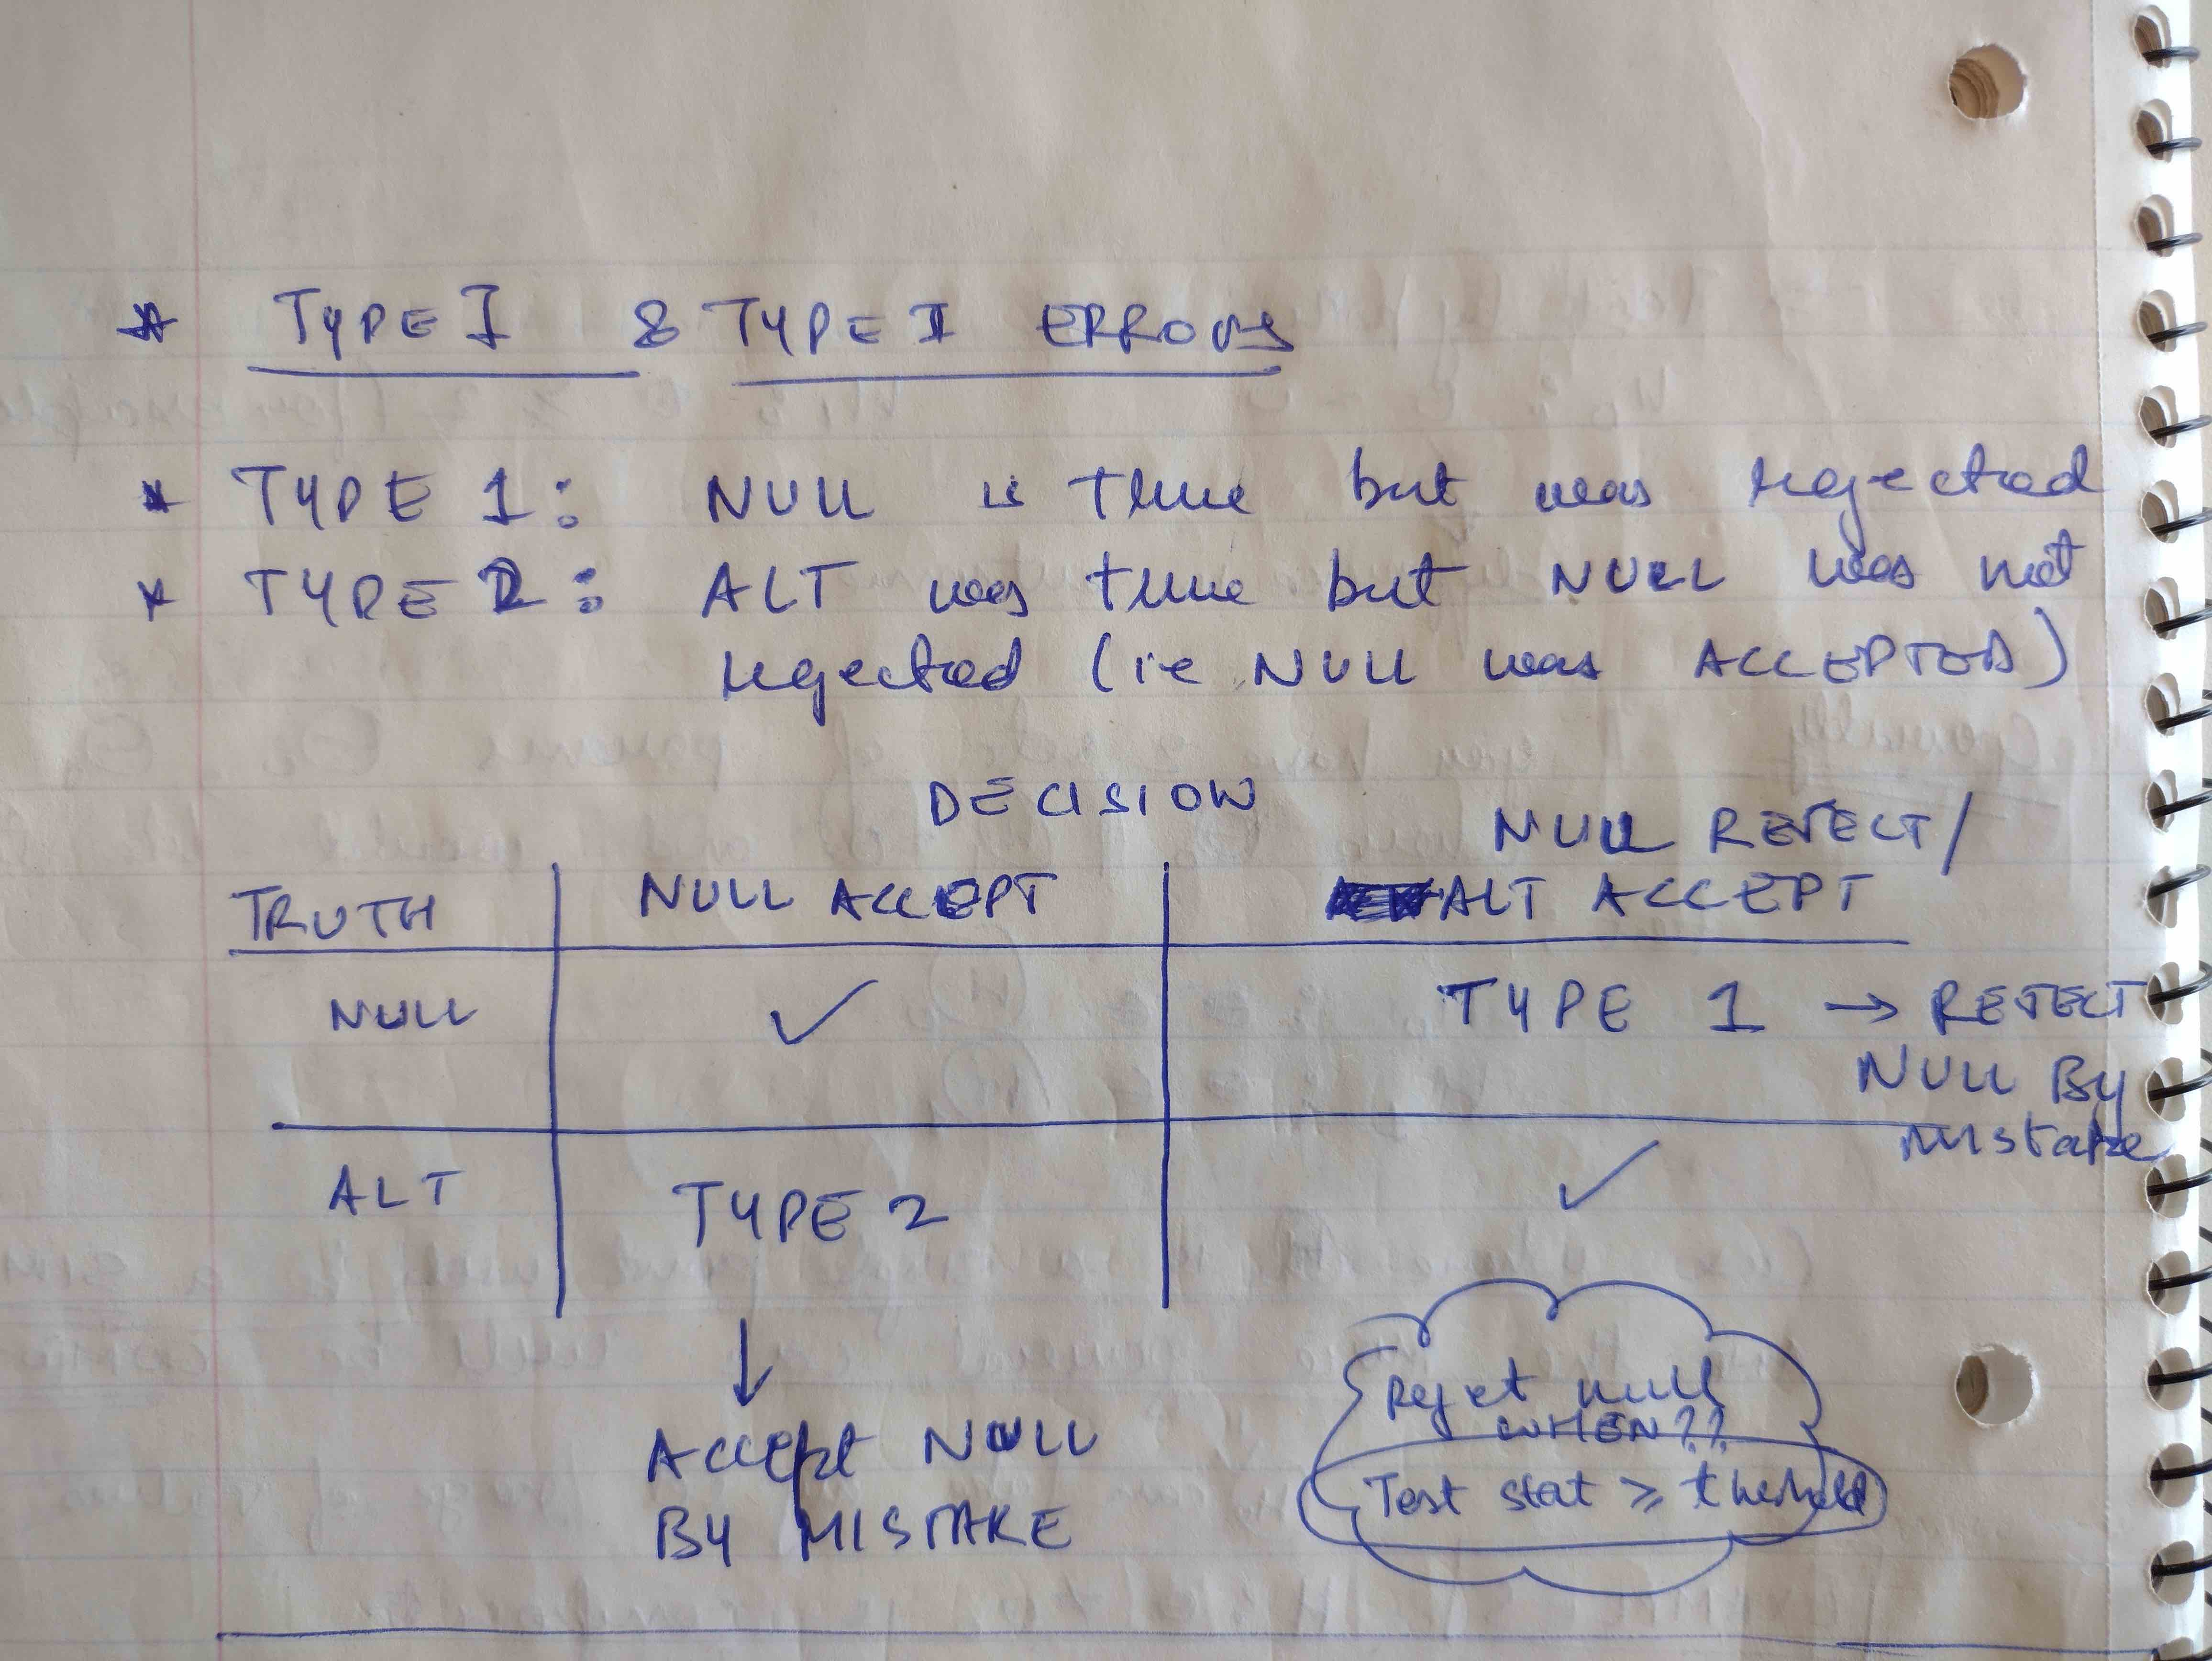 * TYPE I & TYPE II ERRORS
* TYPE 1: NULL is true but was rejected
* TYPE 2: ALT was true but NULL was not
rejected (ie NULL was ACCEPTED)
DECISION
NULL REJECT/
TRUTH NULL ACCEPT ALT ACCEPT
NULL ✓ TYPE 1 → REJECT
NULL By
Mistake
ALT TYPE 2 ✓
↓
Accept NULL
BY MISTAKE
Reject null
WHEN??
Test stat ⩾ threshold